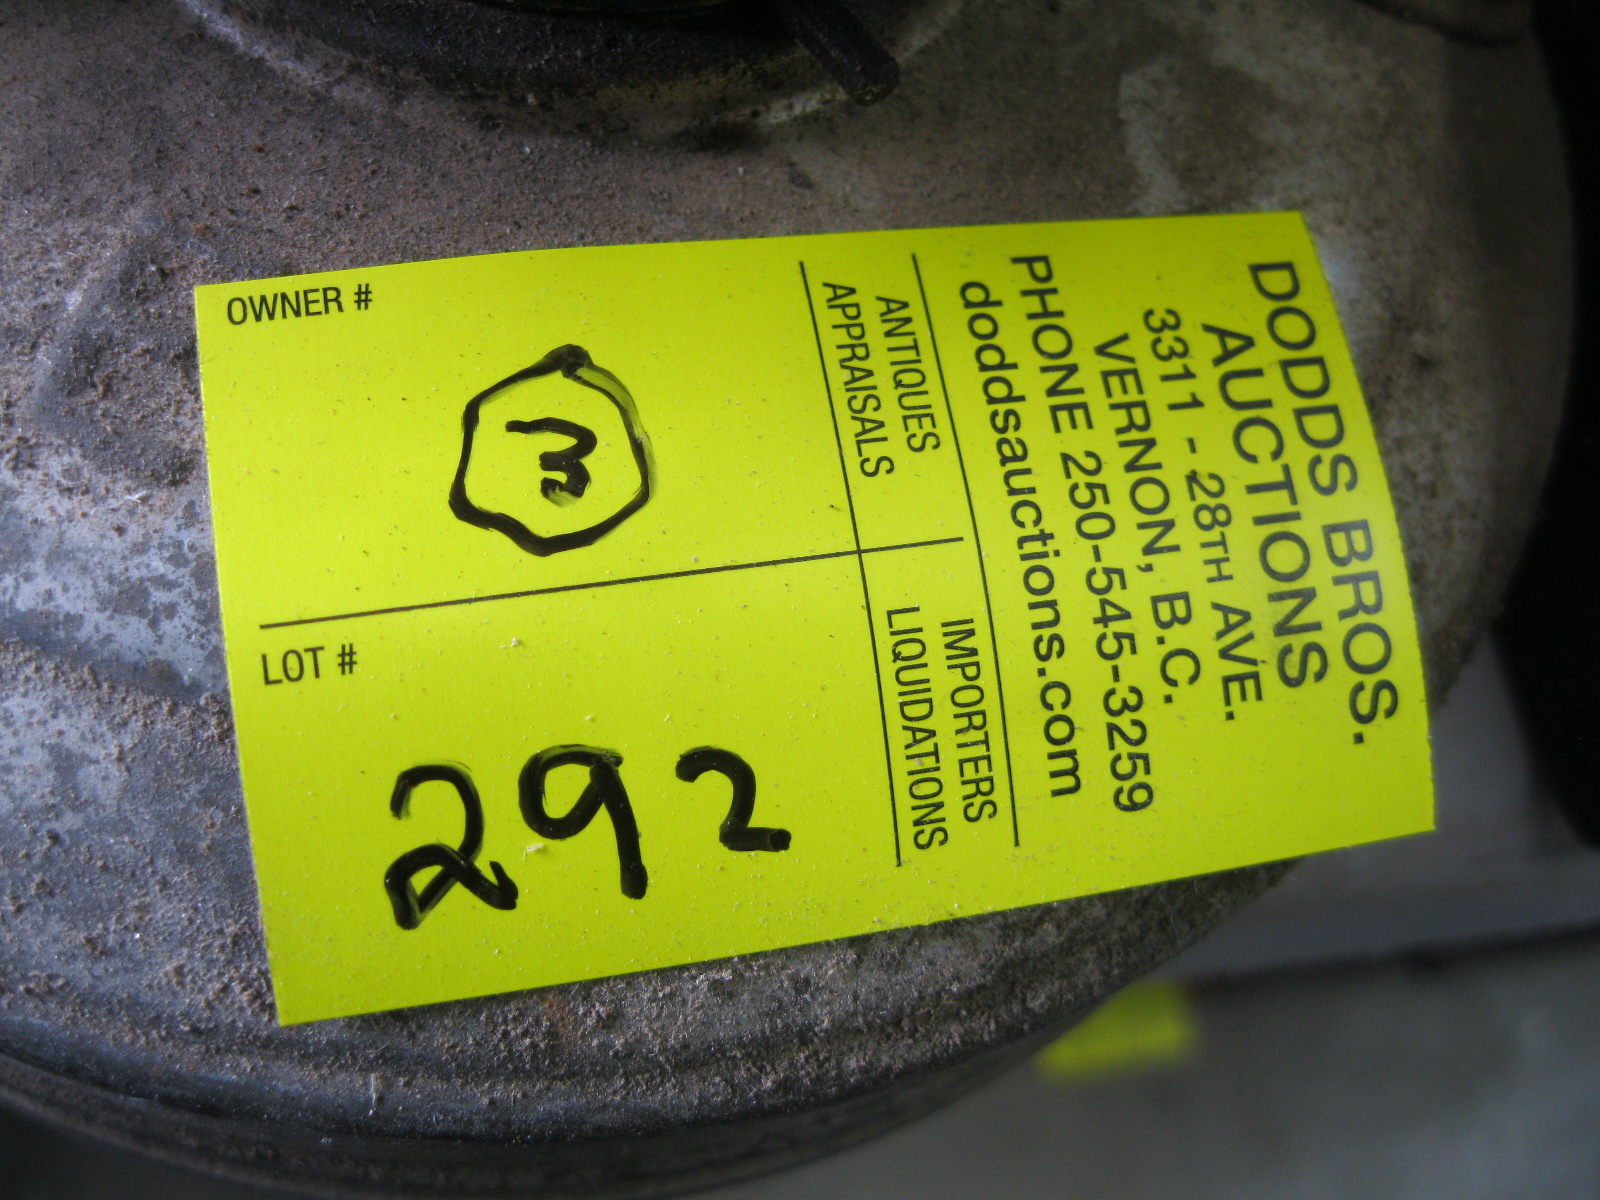 DODDS BROS.
AUCTIONS
3311 - 28TH AVE.
VERNON, B.C.
PHONE 250-545-3259
doddsauctions.com
ANTIQUES
APPRAISALS
IMPORTERS
LIQUIDATIONS
OWNER #
3
LOT #
292